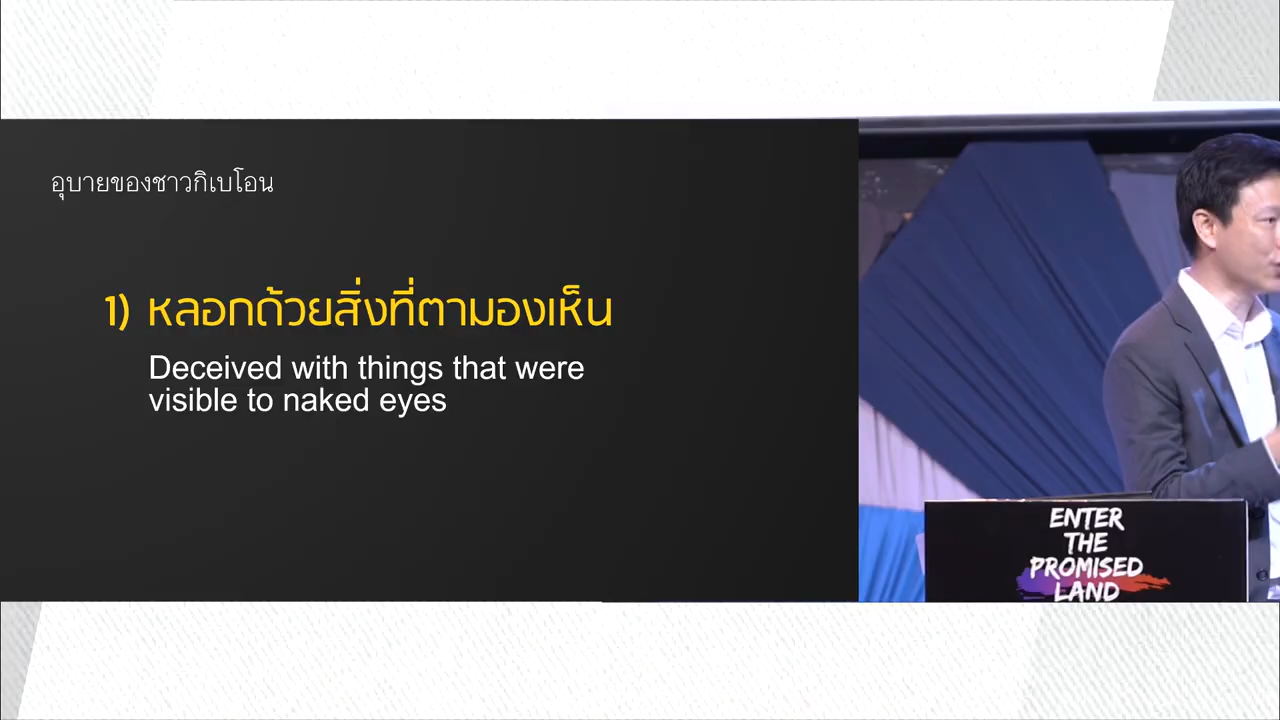 อุบายของชาวกิเบโอน
1) หลอกด้วยสิ่งที่ตามองเห็น
Deceived with things that were
visible to naked eyes
ENTER
THE
PROMISED
LAND